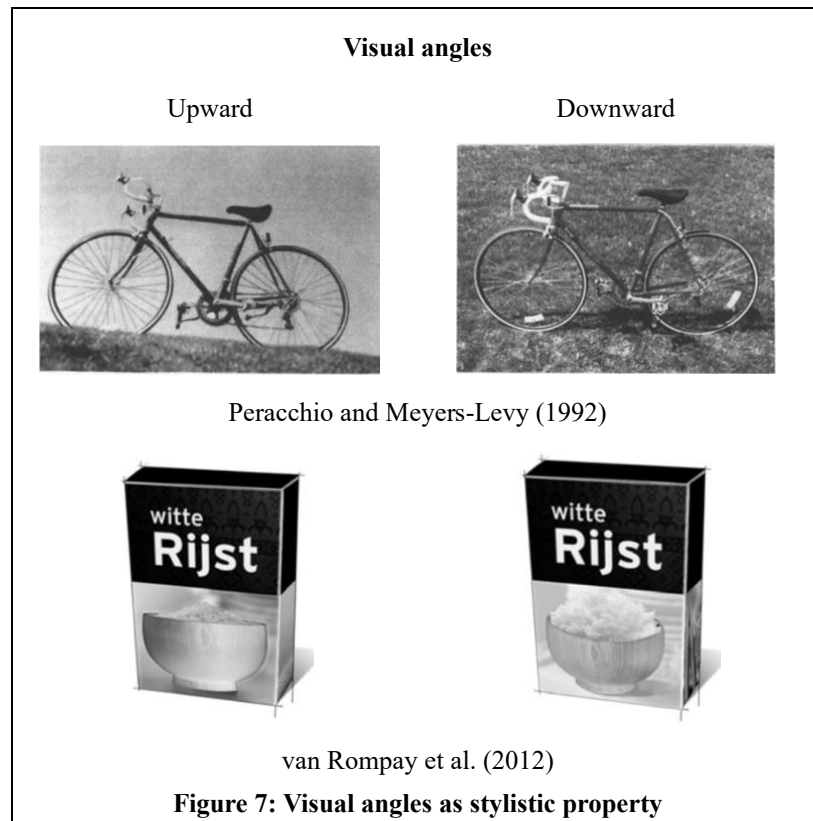 Visual angles
Upward Downward
Peracchio and Meyers-Levy (1992)
witte witte
Rijst Rijst
van Rompay et al. (2012)
Figure 7: Visual angles as stylistic property